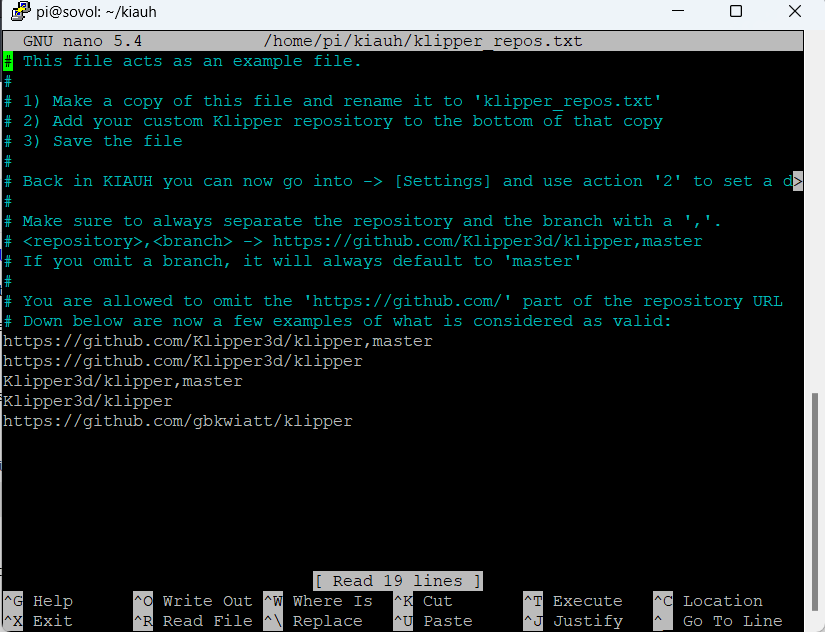 pi@sovol: ~/kiauh
GNU nano 5.4 /home/pi/kiauh/klipper_repos.txt
# This file acts as an example file.
#
# 1) Make a copy of this file and rename it to 'klipper_repos.txt'
# 2) Add your custom Klipper repository to the bottom of that copy
# 3) Save the file
#
# Back in KIAUH you can now go into -> [Settings] and use action '2' to set a d>
#
# Make sure to always separate the repository and the branch with a ','.
# <repository>,<branch> -> https://github.com/Klipper3d/klipper,master
# If you omit a branch, it will always default to 'master'
#
# You are allowed to omit the 'https://github.com/' part of the repository URL
# Down below are now a few examples of what is considered as valid:
https://github.com/Klipper3d/klipper,master
https://github.com/Klipper3d/klipper
Klipper3d/klipper,master
Klipper3d/klipper
https://github.com/gbkwiatt/klipper
[ Read 19 lines ]
^G Help ^O Write Out ^W Where Is ^K Cut ^T Execute ^C Location
^X Exit ^R Read File ^\ Replace ^U Paste ^J Justify ^_ Go To Line